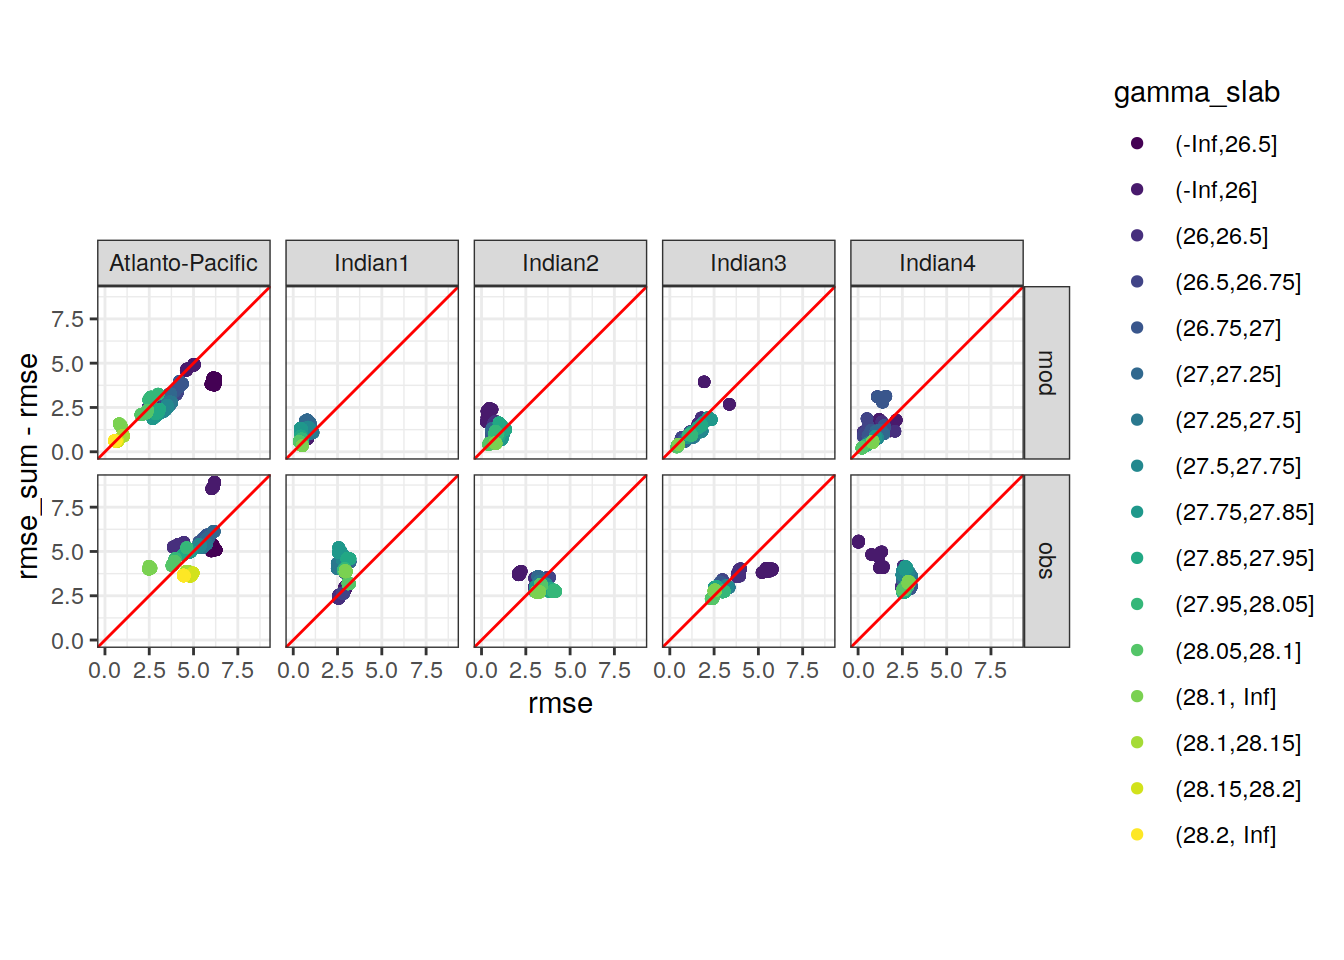 gamma_slab
(-Inf,26.5]
(-Inf,26]
(26,26.5]
(26.5,26.75]
(26.75,27]
(27,27.25]
(27.25,27.5]
(27.5,27.75]
(27.75,27.85]
(27.85,27.95]
(27.95,28.05]
(28.05,28.1]
(28.1, Inf]
(28.1,28.15]
(28.15,28.2]
(28.2, Inf]
Atlanto-Pacific Indian1 Indian2 Indian3 Indian4
mod
obs
rmse_sum - rmse
7.5
5.0
2.5
0.0
7.5
5.0
2.5
0.0
0.0 2.5 5.0 7.5 0.0 2.5 5.0 7.5 0.0 2.5 5.0 7.5 0.0 2.5 5.0 7.5 0.0 2.5 5.0 7.5
rmse